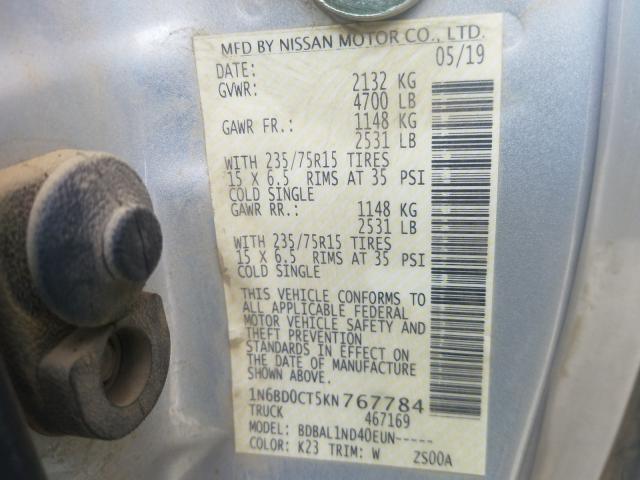 MFD BY NISSAN MOTOR CO., LTD.
DATE: 05/19
GVWR: 2132 KG
4700 LB
GAWR FR.: 1148 KG
2531 LB
WITH 235/75R15 TIRES
15 X 6.5 RIMS AT 35 PSI
COLD SINGLE
GAWR RR.: 1148 KG
2531 LB
WITH 235/75R15 TIRES
15 X 6.5 RIMS AT 35 PSI
COLD SINGLE
THIS VEHICLE CONFORMS TO
ALL APPLICABLE FEDERAL
MOTOR VEHICLE SAFETY AND
THEFT PREVENTION
STANDARDS IN EFFECT ON
THE DATE OF MANUFACTURE
SHOWN ABOVE.
1N6BD0CT5KN767784
TRUCK 467169
MODEL: BDBAL1ND40EUN-----
COLOR: K23 TRIM: W ZS00A